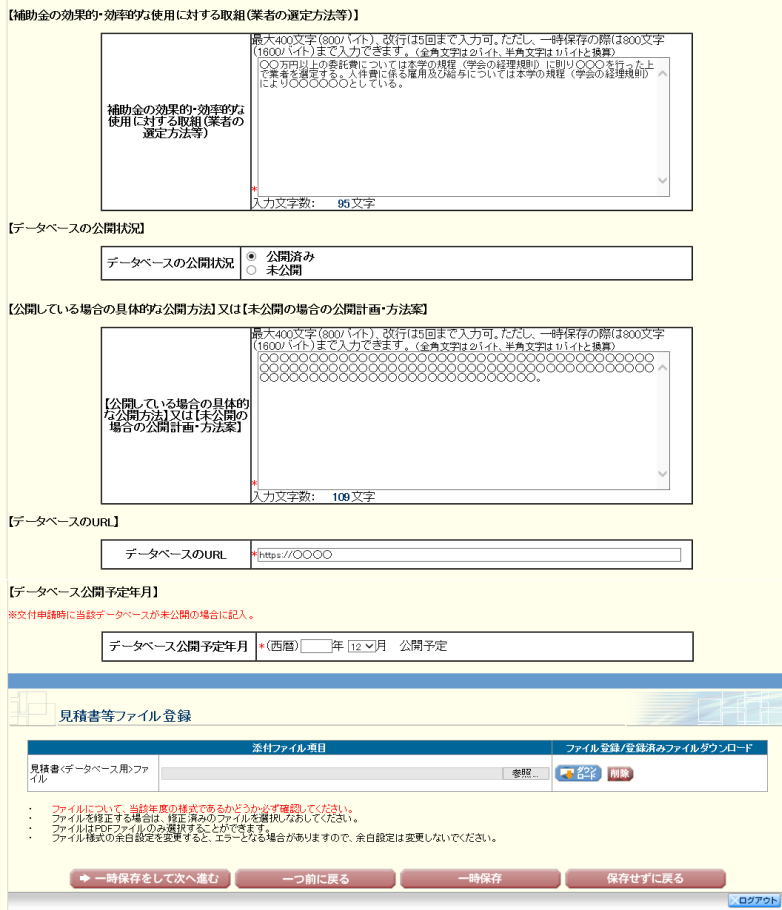 【補助金の効果的・効率的な使用に対する取組(業者の選定方法等)】
最大400文字(800バイト)、改行は5回まで入力可。ただし、一時保存の際は800文字
(1600バイト)まで入力できます。(全角文字は2バイト、半角文字は1バイトと換算)
〇〇万円以上の委託費については本学の規程(学会の経理規則)に則り〇〇〇を行った上
で業者を選定する。人件費に係る雇用及び給与については本学の規程(学会の経理規則)
により〇〇〇〇〇〇としている。
補助金の効果的・効率的な
使用に対する取組(業者の
選定方法等)
*
入力文字数: 95文字
【データベースの公開状況】
データベースの公開状況
公開済み
未公開
【公開している場合の具体的な公開方法】又は【未公開の場合の公開計画・方法案】
最大400文字(800バイト)、改行は5回まで入力可。ただし、一時保存の際は800文字
(1600バイト)まで入力できます。(全角文字は2バイト、半角文字は1バイトと換算)
〇〇〇〇〇〇〇〇〇〇〇〇〇〇〇〇〇〇〇〇〇〇〇〇〇〇〇〇〇〇〇〇〇〇〇〇〇〇〇〇
〇〇〇〇〇〇〇〇〇〇〇〇〇〇〇〇〇〇〇〇〇〇〇〇〇〇〇〇〇〇〇〇〇〇〇〇〇〇〇〇
〇〇〇〇〇〇〇〇〇〇〇〇〇〇〇〇〇〇〇〇〇〇〇〇〇〇〇〇。
【公開している場合の具体的
な公開方法】又は【未公開の
場合の公開計画・方法案】
*
入力文字数: 109文字
【データベースのURL】
データベースのURL
*https://〇〇〇〇
【データベース公開予定年月】
※交付申請時に当該データベースが未公開の場合に記入。
データベース公開予定年月
*(西暦) 年 12 月 公開予定
見積書等ファイル登録
添付ファイル項目 ファイル登録/登録済みファイルダウンロード
見積書<データベース用>ファ
イル
参照...
ダウンロード
削除
・ ファイルについて、当該年度の様式であるかどうか必ず確認してください。
・ ファイルを修正する場合は、修正済みのファイルを選択しなおしてください。
・ ファイルはPDFファイルのみ選択することができます。
・ ファイル様式の余白設定を変更すると、エラーとなる場合がありますので、余白設定は変更しないでください。
一時保存をして次へ進む 一つ前に戻る 一時保存 保存せずに戻る
ログアウト